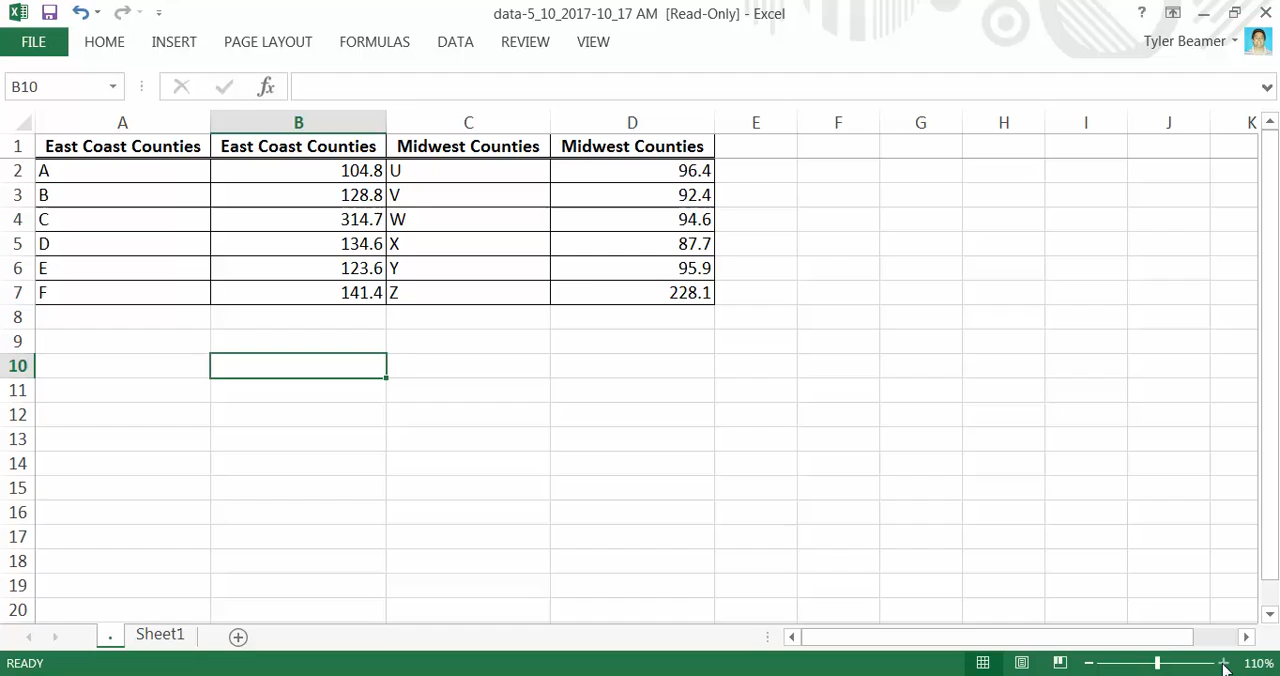 data-5_10_2017-10_17 AM [Read-Only] - Excel
?
FILE HOME INSERT PAGE LAYOUT FORMULAS DATA REVIEW VIEW Tyler Beamer
B10 fx
A B C D E F G H I J K
1 East Coast Counties East Coast Counties Midwest Counties Midwest Counties
2 A 104.8 U 96.4
3 B 128.8 V 92.4
4 C 314.7 W 94.6
5 D 134.6 X 87.7
6 E 123.6 Y 95.9
7 F 141.4 Z 228.1
8
9
10
11
12
13
14
15
16
17
18
19
20
. Sheet1
READY 110%